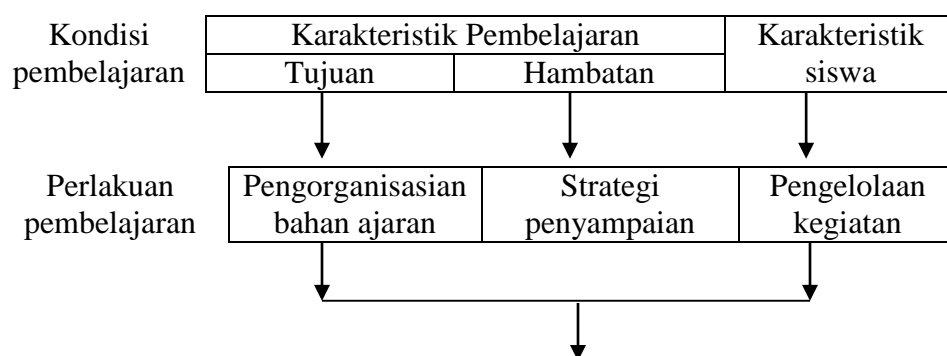 Kondisi
pembelajaran
Karakteristik Pembelajaran
Tujuan
Hambatan
Karakteristik
siswa
Perlakuan
pembelajaran
Pengorganisasian
bahan ajaran
Strategi
penyampaian
Pengelolaan
kegiatan